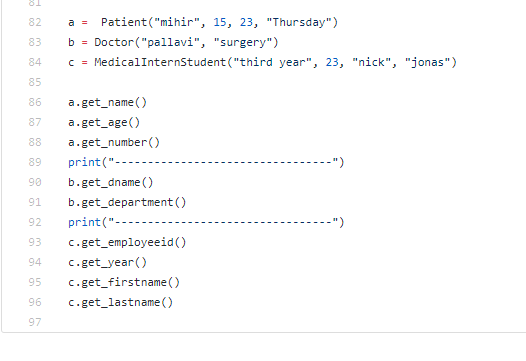 81
82 a =  Patient("mihir", 15, 23, "Thursday")
83 b = Doctor("pallavi", "surgery")
84 c = MedicalInternStudent("third year", 23, "nick", "jonas")
85
86 a.get_name()
87 a.get_age()
88 a.get_number()
89 print("---------------------------------")
90 b.get_dname()
91 b.get_department()
92 print("---------------------------------")
93 c.get_employeeid()
94 c.get_year()
95 c.get_firstname()
96 c.get_lastname()
97